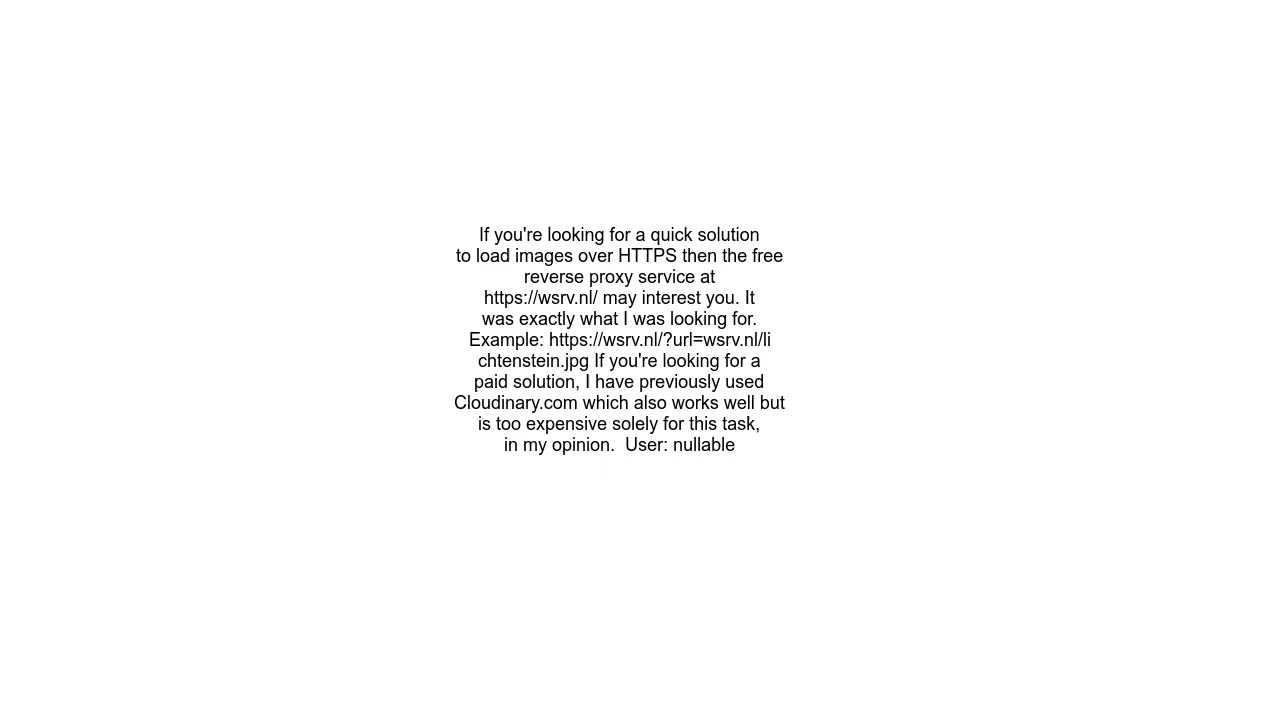 If you're looking for a quick solution
to load images over HTTPS then the free
reverse proxy service at
https://wsrv.nl/ may interest you. It
was exactly what I was looking for.
Example: https://wsrv.nl/?url=wsrv.nl/li
chtenstein.jpg If you're looking for a
paid solution, I have previously used
Cloudinary.com which also works well but
is too expensive solely for this task,
in my opinion.  User: nullable